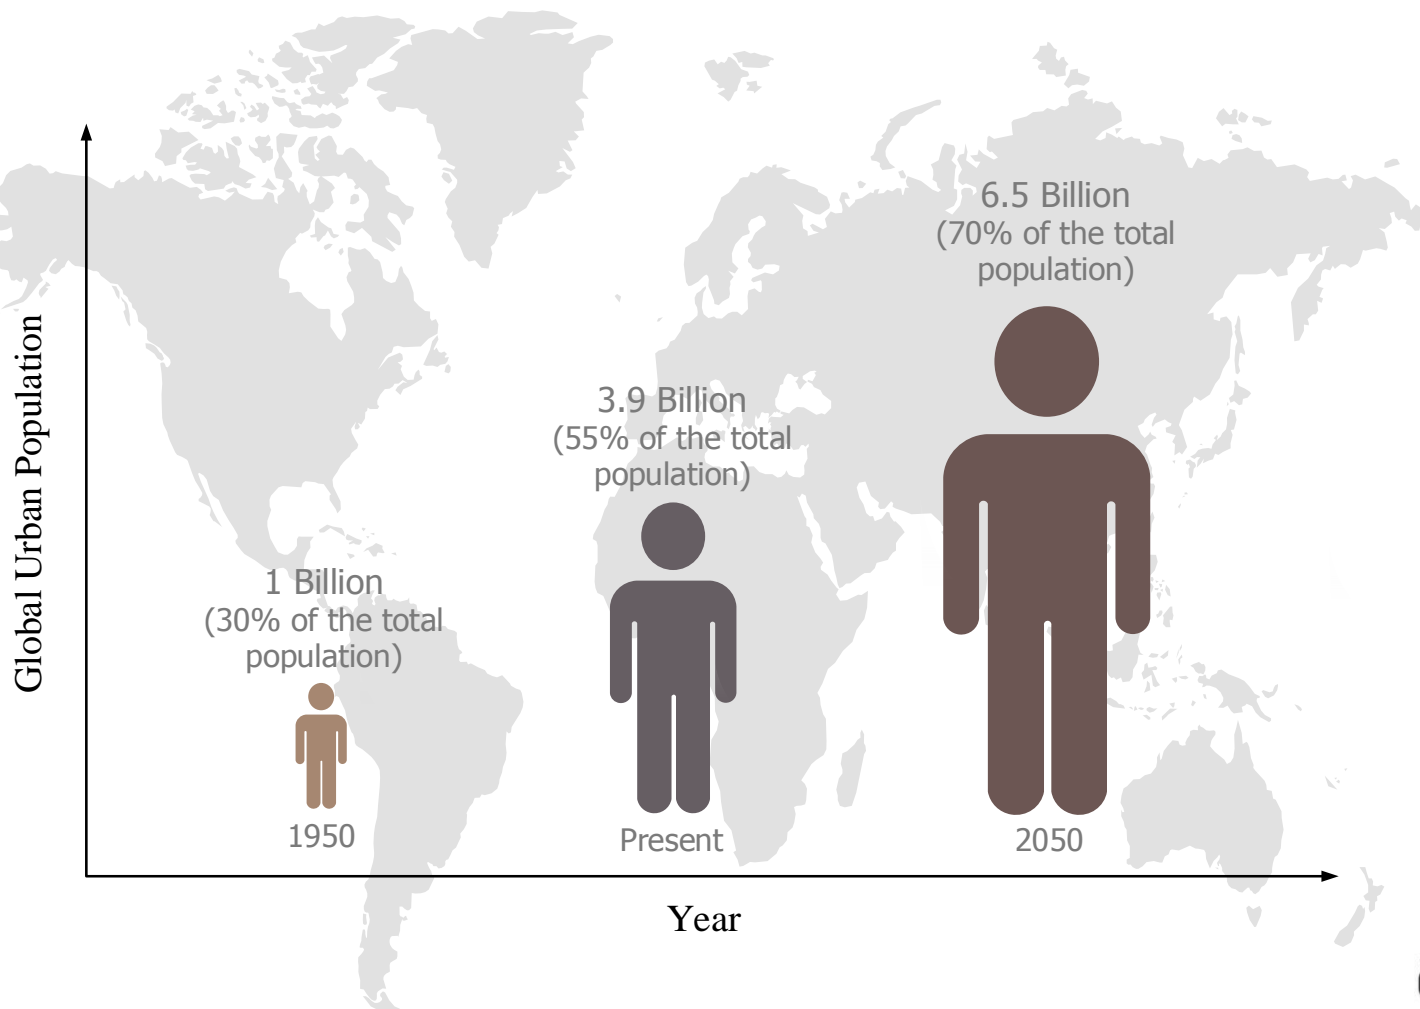 6.5 Billion
(70% of the total
population)
3.9 Billion
(55% of the total
population)
1 Billion
(30% of the total
population)
Global Urban Population
1950
Present
2050
Year